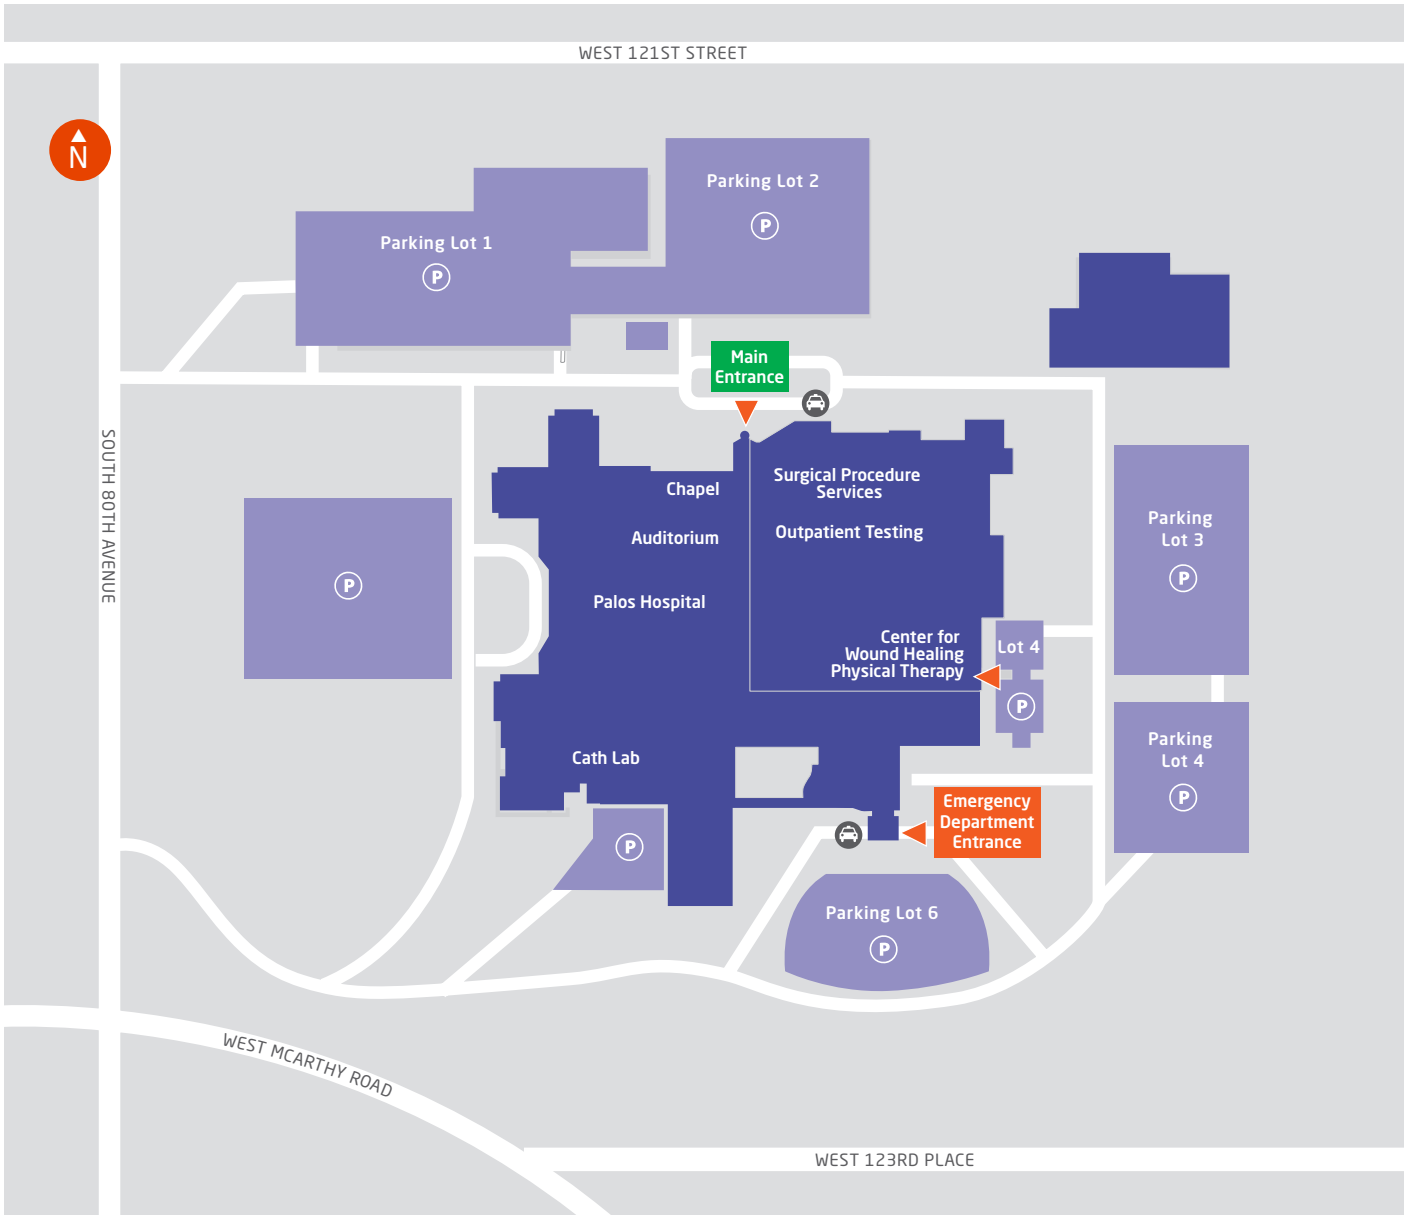 WEST 121ST STREET
N
Parking Lot 2
P
Parking Lot 1
P
Main
Entrance
SOUTH 80TH AVENUE
Chapel
Surgical Procedure
Services
Auditorium
Outpatient Testing
Parking
Lot 3
P
P
Palos Hospital
Center for
Wound Healing
Physical Therapy
Lot 4
P
Parking
Lot 4
P
Cath Lab
Emergency
Department
Entrance
P
Parking Lot 6
P
WEST MCARTHY ROAD
WEST 123RD PLACE